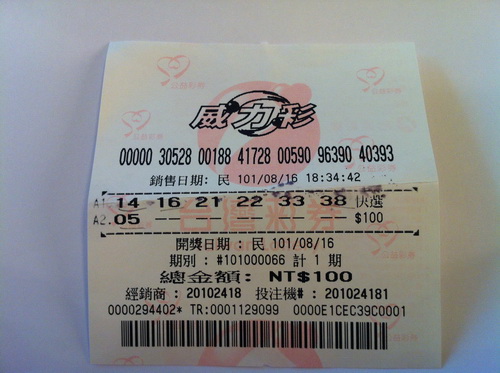 威力彩
00000 30528 00188 41728 00590 96390 40393
銷售日期: 民 101/08/16 18:34:42
A1. 14 16 21 22 33 38 快選
A2. 05 $100
開獎日期 : 民 101/08/16
期別 : #101000066 計 1 期
總金額: NT$100
經銷商 : 20102418 投注機# : 201024181
0000294402* TR:0001129099 0000E1CEC39C0001